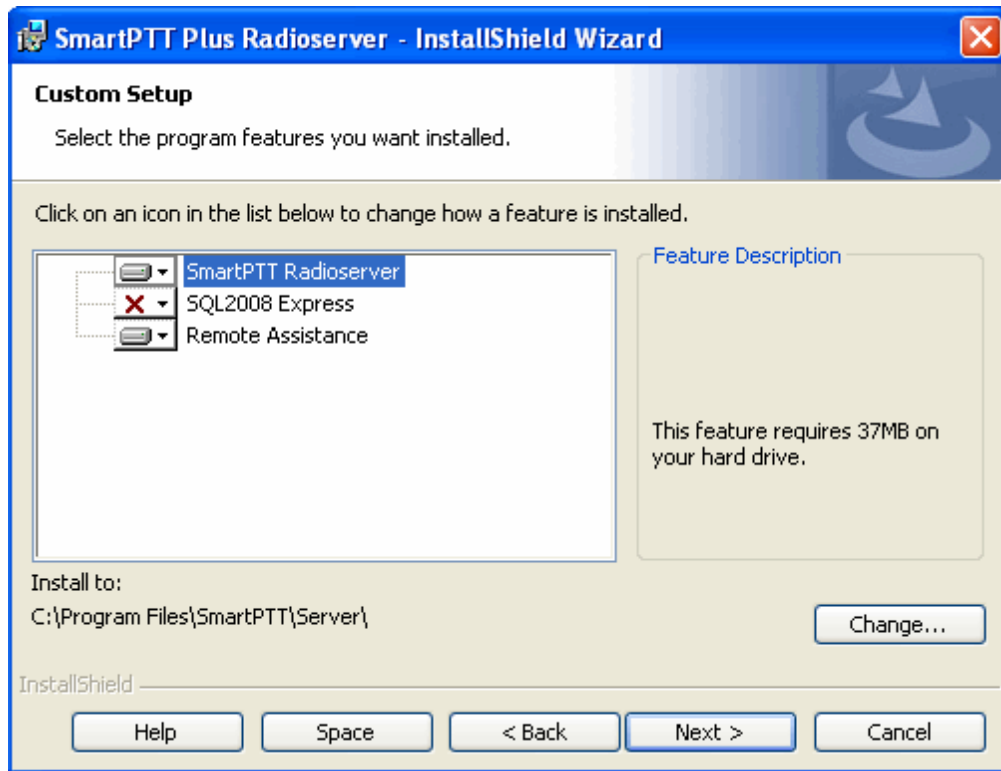 SmartPTT Plus Radioserver - InstallShield Wizard
Custom Setup
Select the program features you want installed.
Click on an icon in the list below to change how a feature is installed.
SmartPTT Radioserver
SQL2008 Express
Remote Assistance
Feature Description
This feature requires 37MB on
your hard drive.
Install to:
C:\Program Files\SmartPTT\Server\
Change...
InstallShield
Help
Space
< Back
Next >
Cancel